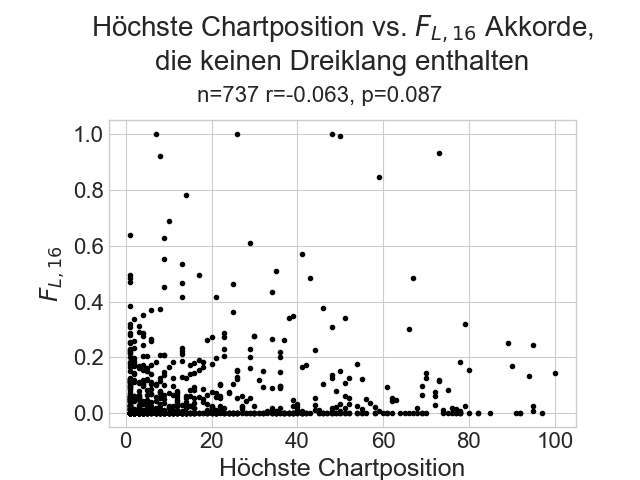 Höchste Chartposition vs. F_{L,16} Akkorde,
die keinen Dreiklang enthalten
n=737 r=-0.063, p=0.087
1.0
0.8
0.6
0.4
0.2
0.0
F_{L,16}
0 20 40 60 80 100
Höchste Chartposition